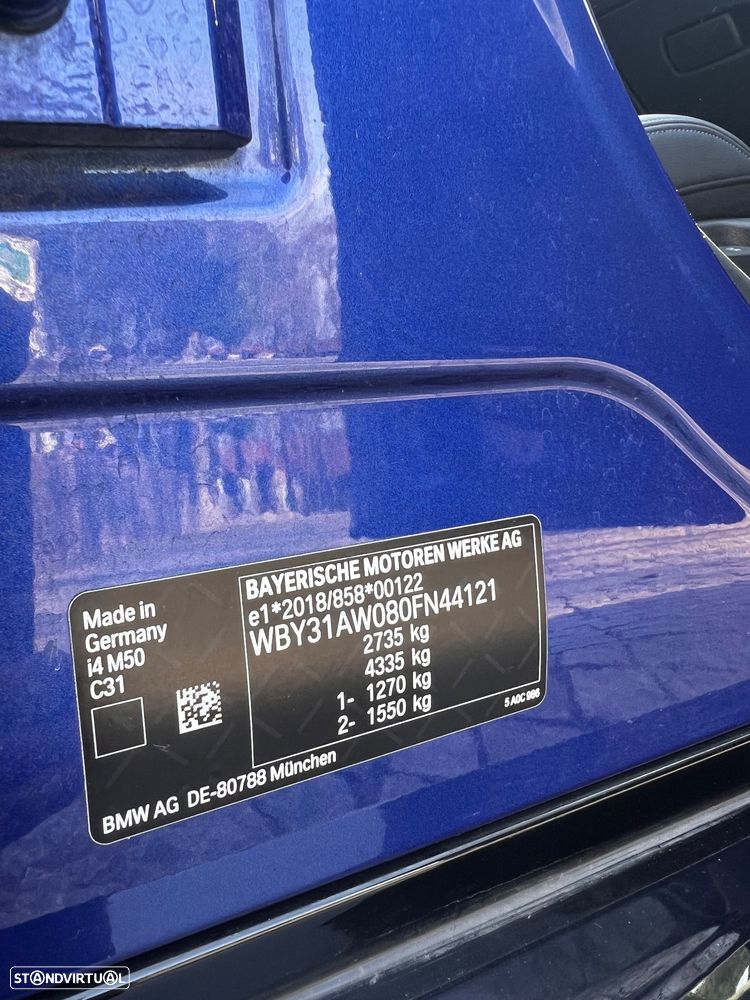 Made in
Germany
i4 M50
C31
BAYERISCHE MOTOREN WERKE AG
e1*2018/858*00122
WBY31AW080FN44121
2735 kg
4335 kg
1- 1270 kg
2- 1550 kg
5 A0C 986
BMW AG DE-80788 München
STANDVIRTUAL